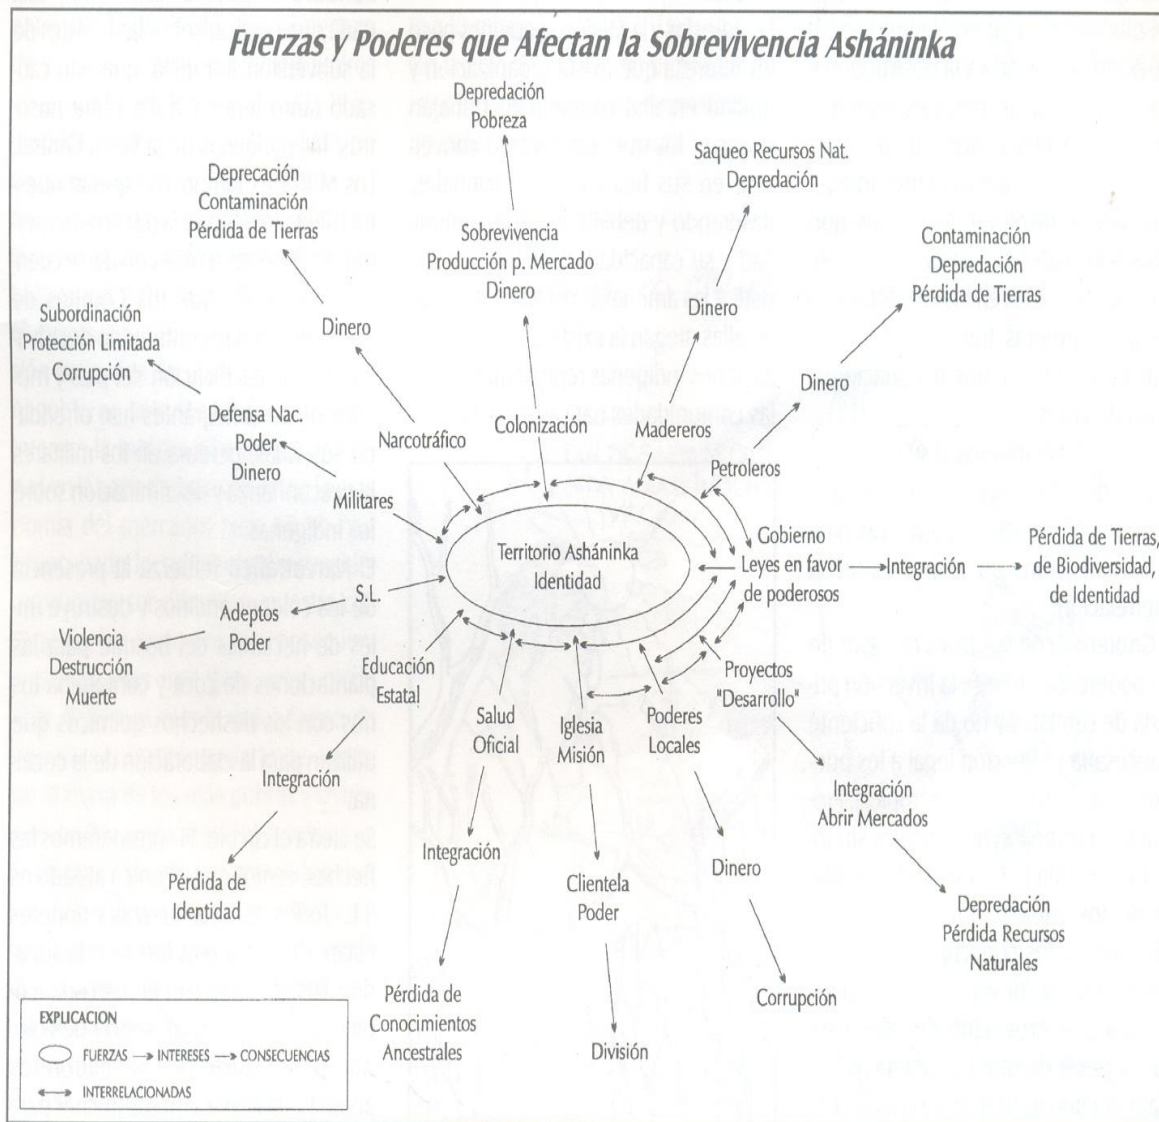 Fuerzas y Poderes que Afectan la Sobrevivencia Asháninka
Depredación
Pobreza
Saqueo Recursos Nat.
Depredación
Deprecación
Contaminación
Pérdida de Tierras
Sobrevivencia
Producción p. Mercado
Dinero
Contaminación
Depredación
Pérdida de Tierras
Subordinación
Protección Limitada
Corrupción
Dinero
Dinero
Dinero
Defensa Nac.
Poder
Dinero
Narcotráfico
Colonización
Madereros
Petroleros
Militares
Territorio Asháninka
Identidad
Gobierno
Leyes en favor
de poderosos
Integración
Pérdida de Tierras,
de Biodiversidad,
de Identidad
S.L.
Adeptos
Poder
Violencia
Destrucción
Muerte
Educación
Estatal
Salud
Oficial
Iglesia
Misión
Poderes
Locales
Proyectos
"Desarrollo"
Integración
Integración
Abrir Mercados
Pérdida de
Identidad
Integración
Clientela
Poder
Dinero
Depredación
Pérdida Recursos
Naturales
Pérdida de
Conocimientos
Ancestrales
División
Corrupción
EXPLICACION
FUERZAS → INTERESES → CONSECUENCIAS
INTERRELACIONADAS